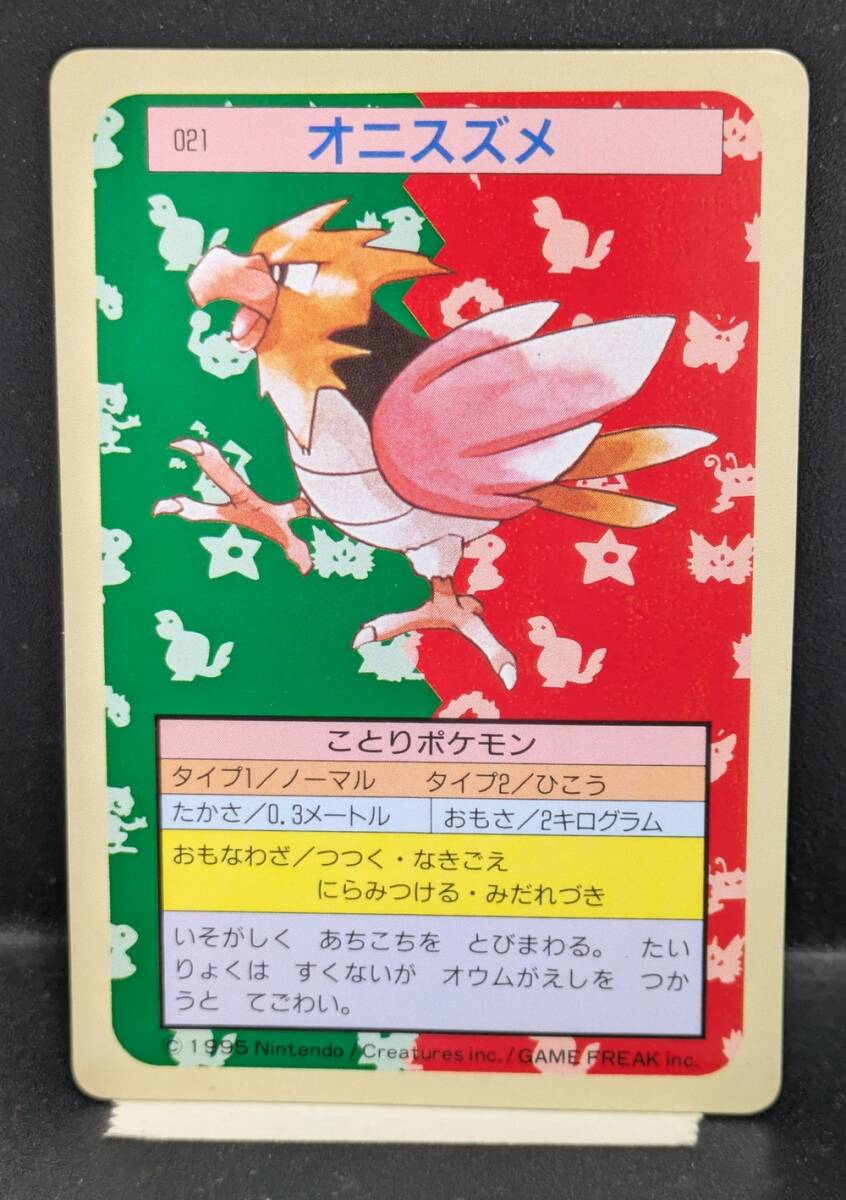 021 オニスズメ
ことりポケモン
タイプ1/ノーマル タイプ2/ひこう
たかさ/0.3メートル おもさ/2キログラム
おもなわざ/つつく・なきごえ
にらみつける・みだれづき
いそがしく あちこちを とびまわる。 たい
りょくは すくないが オウムがえしを つか
うと てごわい。
© 1995 Nintendo / Creatures inc. / GAME FREAK inc.